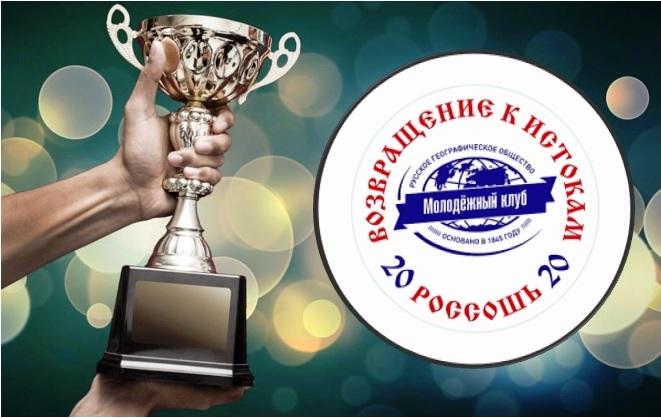 ВОЗВРАЩЕНИЕ К ИСТОКАМ
РУССКОЕ ГЕОГРАФИЧЕСКОЕ ОБЩЕСТВО
Молодёжный клуб
ОСНОВАНО В 1845 ГОДУ
20 РОССОШЬ 20